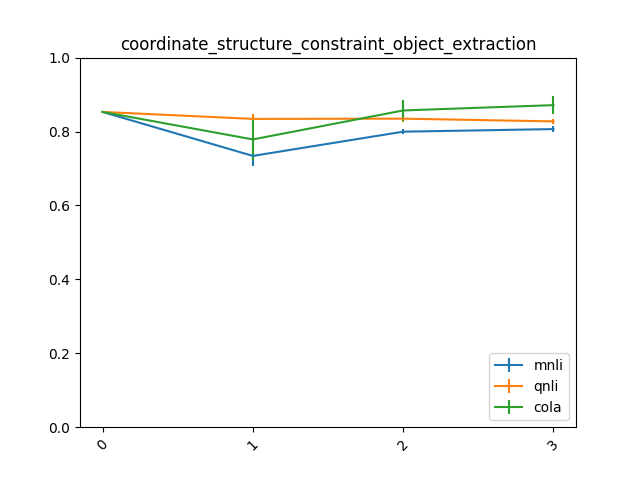 coordinate_structure_constraint_object_extraction
1.0
0.8
0.6
0.4
0.2
0.0
0
1
2
3
mnli
qnli
cola